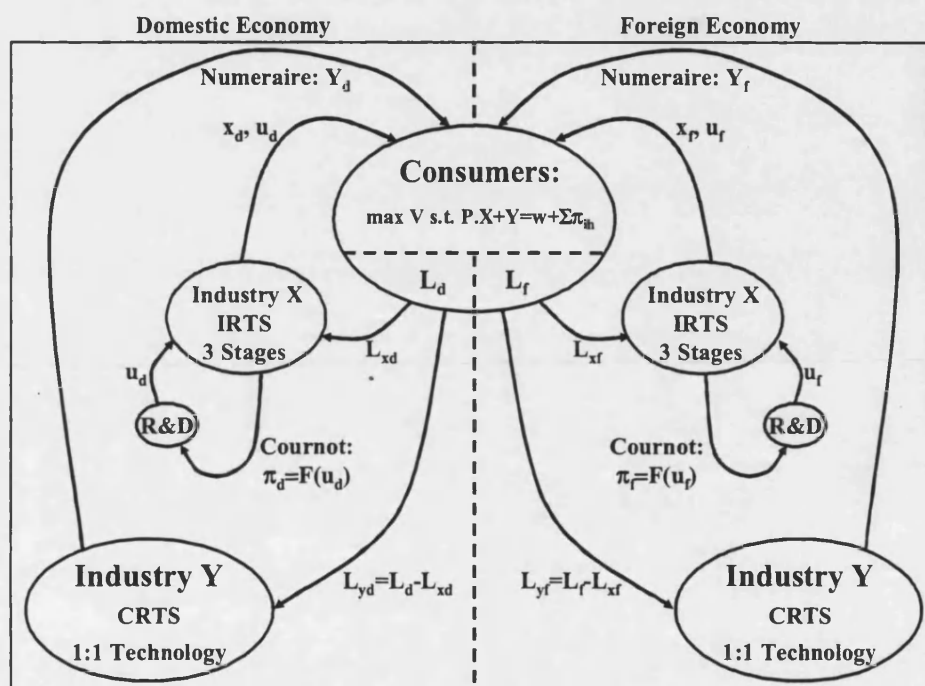 Domestic Economy
Foreign Economy
Numeraire: Y_d
Numeraire: Y_f
x_d, u_d
x_f, u_f
Consumers:
max V s.t. P.X+Y=w+Σπ_ih
L_d
L_f
Industry X
IRTS
3 Stages
Industry X
IRTS
3 Stages
L_xd
L_xf
u_d
u_f
R&D
R&D
Cournot:
π_d=F(u_d)
Cournot:
π_f=F(u_f)
Industry Y
CRTS
1:1 Technology
L_yd=L_d-L_xd
L_yf=L_f-L_xf
Industry Y
CRTS
1:1 Technology